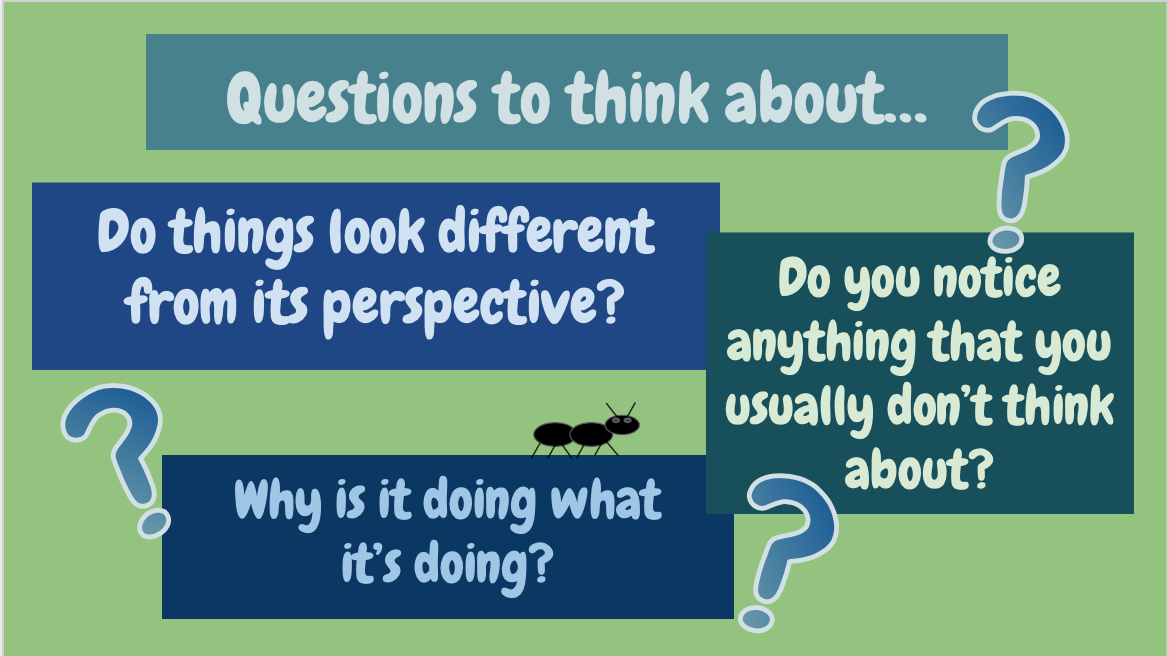 Questions to think about...
Do things look different
from its perspective?
Do you notice
anything that you
usually don't think
about?
Why is it doing what
it's doing?